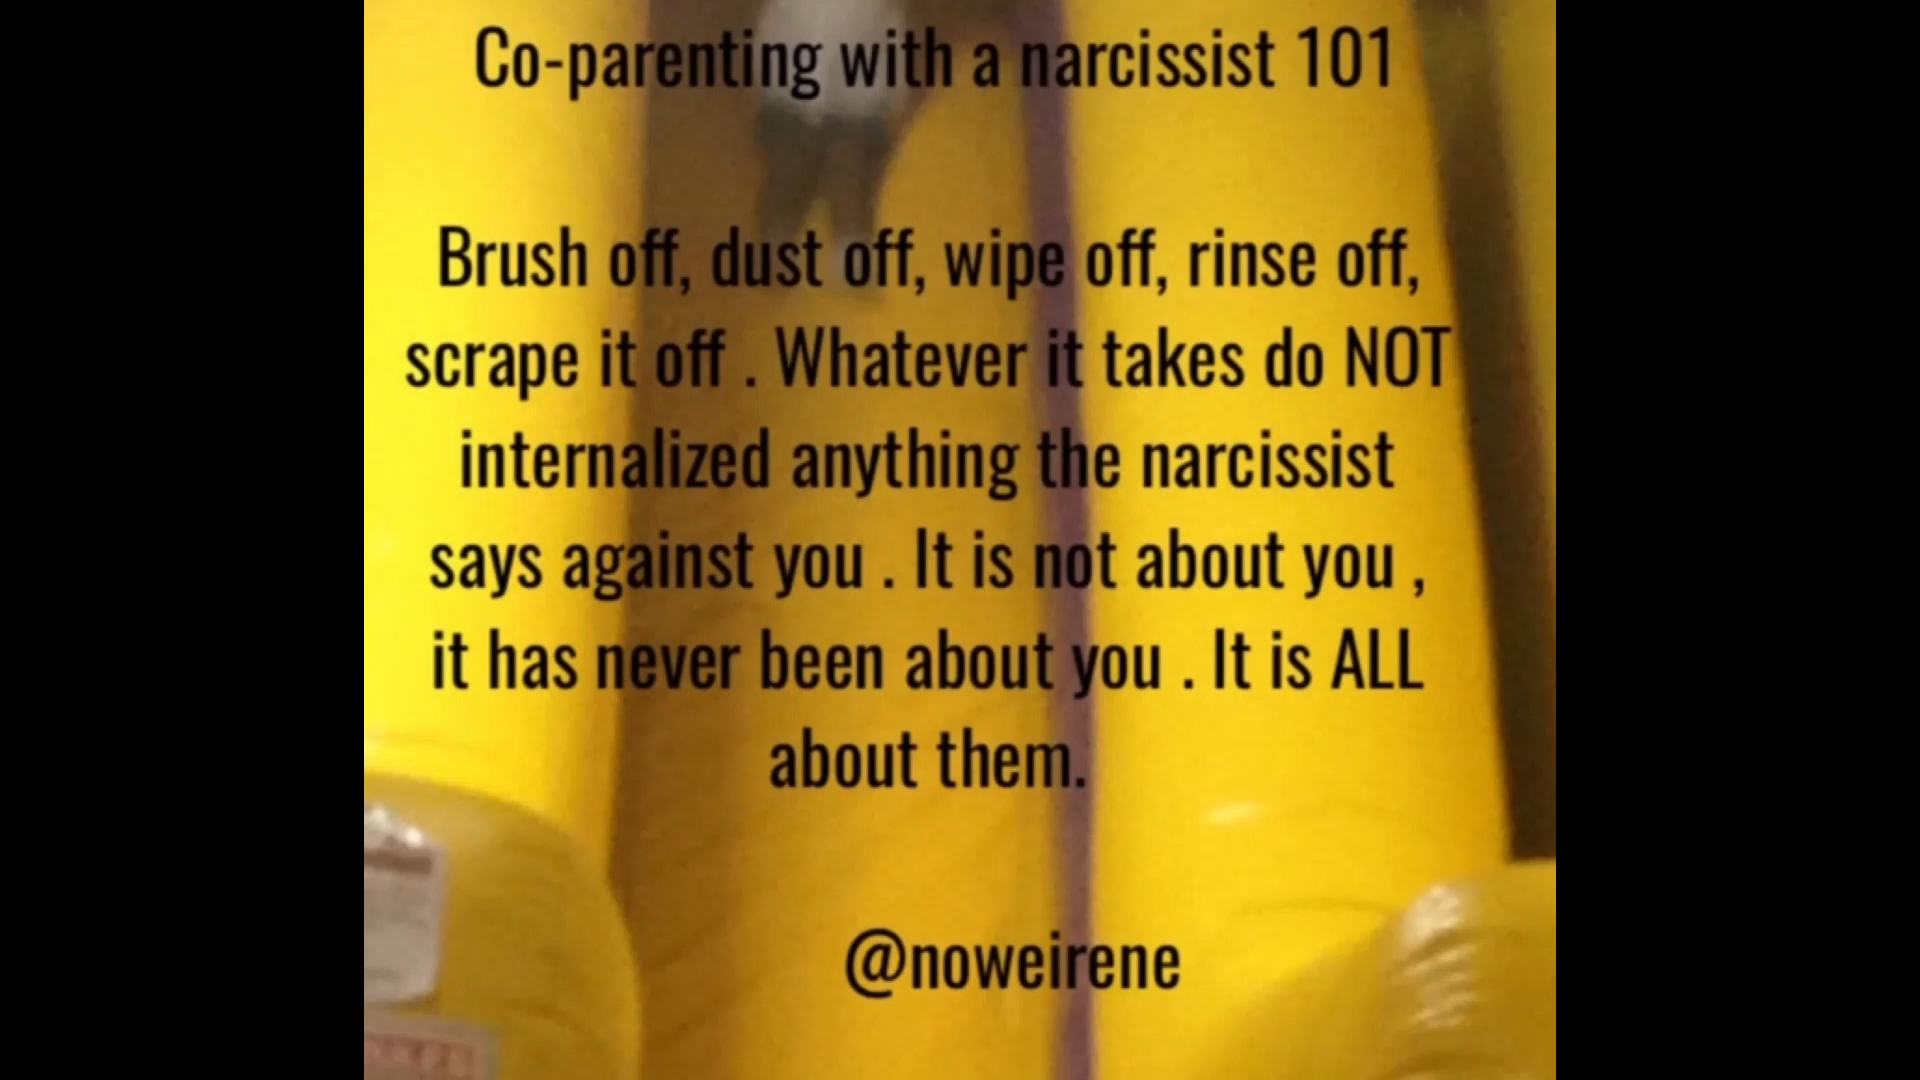 Co-parenting with a narcissist 101
Brush off, dust off, wipe off, rinse off,
scrape it off . Whatever it takes do NOT
internalized anything the narcissist
says against you . It is not about you ,
it has never been about you . It is ALL
about them.
@noweirene